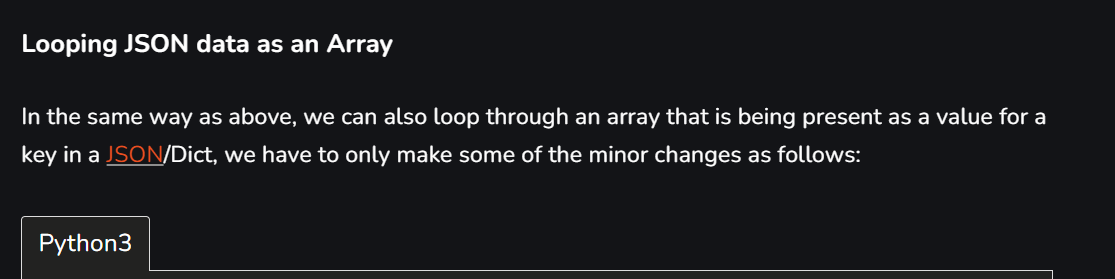 Looping JSON data as an Array
In the same way as above, we can also loop through an array that is being present as a value for a
key in a JSON/Dict, we have to only make some of the minor changes as follows:
Python3